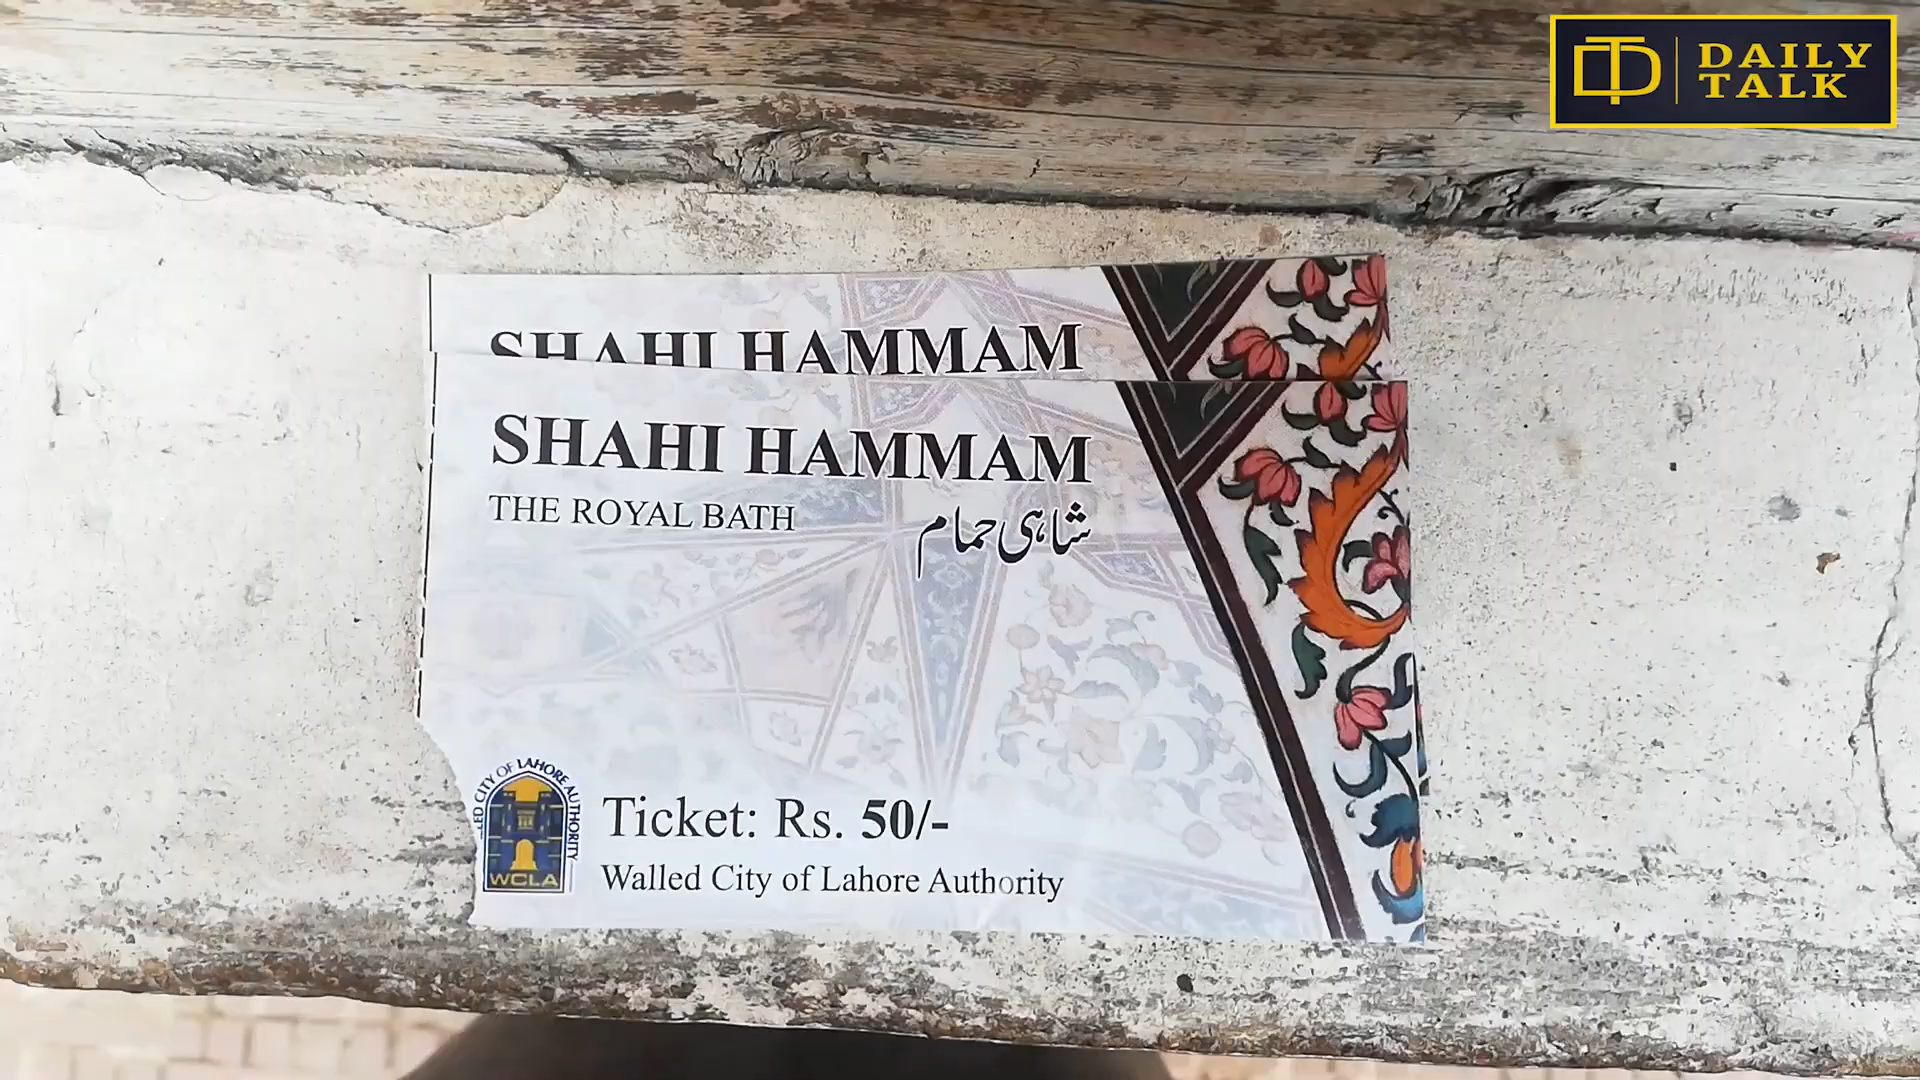 DAILY
TALK
SHAHI HAMMAM
SHAHI HAMMAM
THE ROYAL BATH
شاہی حمام
CITY OF LAHORE AUTHORITY
WCLA
Ticket: Rs. 50/-
Walled City of Lahore Authority